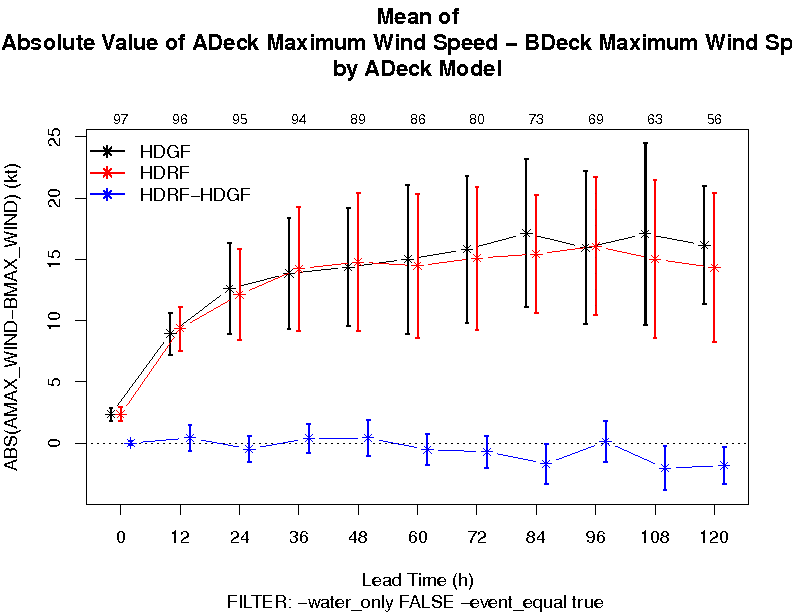 Mean of
Absolute Value of ADeck Maximum Wind Speed − BDeck Maximum Wind Sp
by ADeck Model
97 96 95 94 89 86 80 73 69 63 56
HDGF
HDRF
HDRF−HDGF
ABS(AMAX_WIND−BMAX_WIND) (kt)
25
20
15
10
5
0
0 12 24 36 48 60 72 84 96 108 120
Lead Time (h)
FILTER: −water_only FALSE −event_equal true